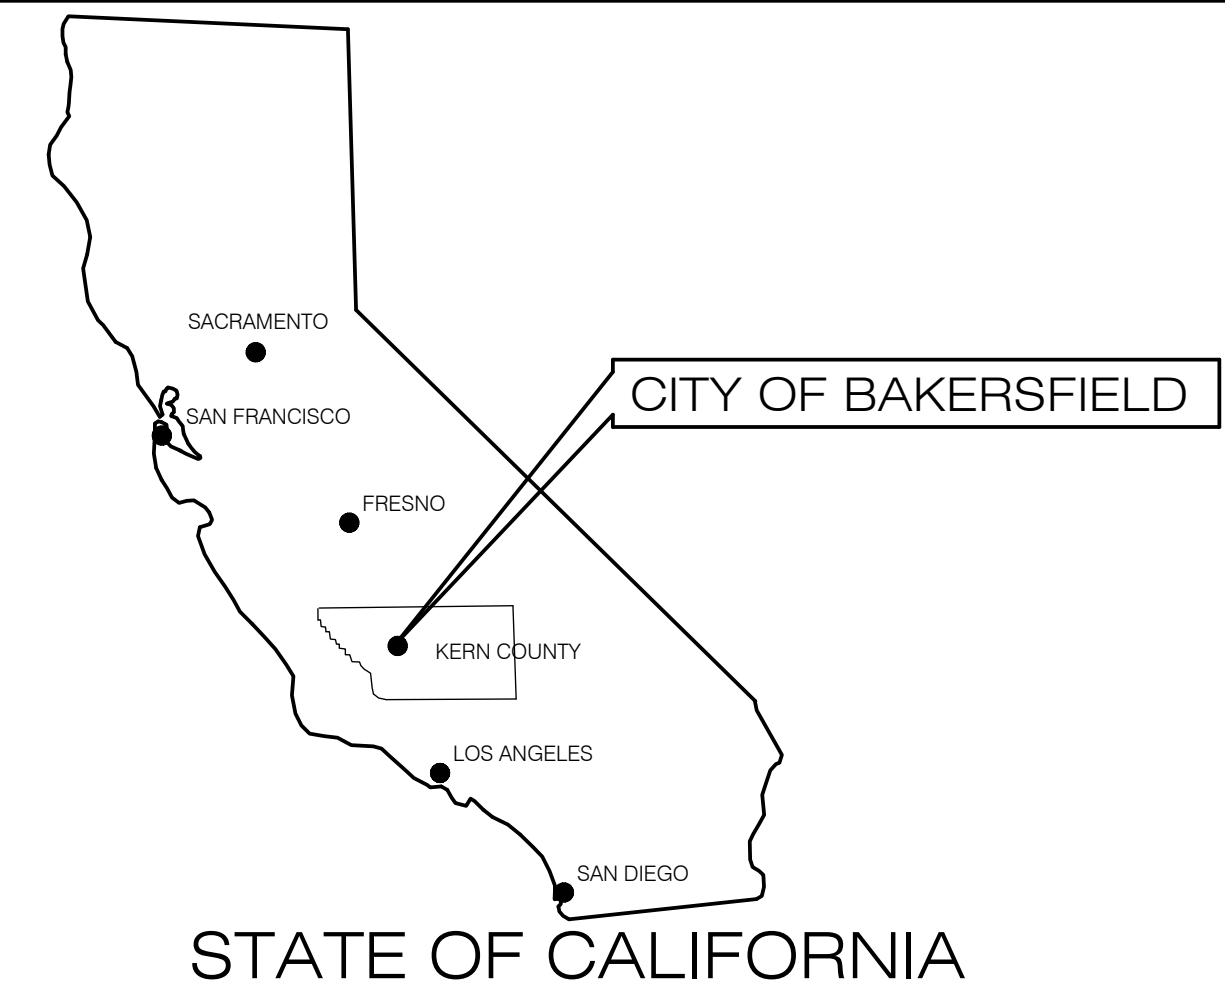 SACRAMENTO
CITY OF BAKERSFIELD
SAN FRANCISCO
FRESNO
KERN COUNTY
LOS ANGELES
SAN DIEGO
STATE OF CALIFORNIA